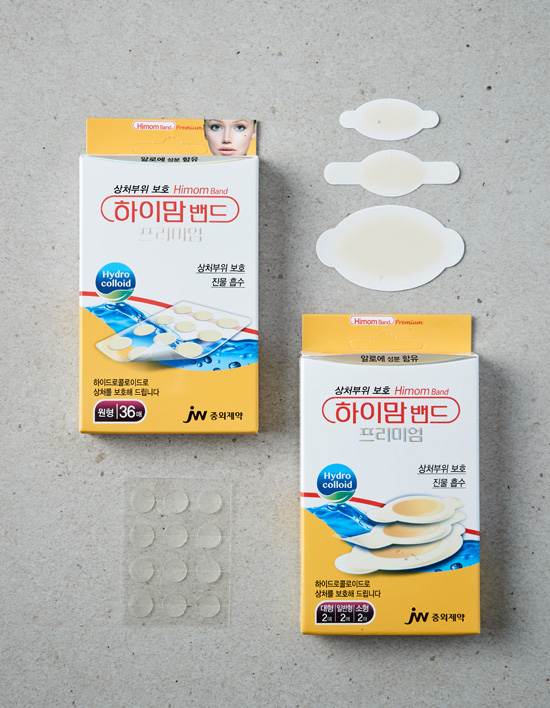 Himom Band Premium
알로에 성분 함유
상처부위 보호 Himom Band
하이맘 밴드
프리미엄
Hydro
colloid
상처부위 보호
진물 흡수
하이드로콜로이드로
상처를 보호해 드립니다
원형 36매
JW 중외제약
Himom Band Premium
알로에 성분 함유
상처부위 보호 Himom Band
하이맘 밴드
프리미엄
Hydro
colloid
상처부위 보호
진물 흡수
하이드로콜로이드로
상처를 보호해 드립니다
대형 일반형 소형
2매 2매 2매
JW 중외제약